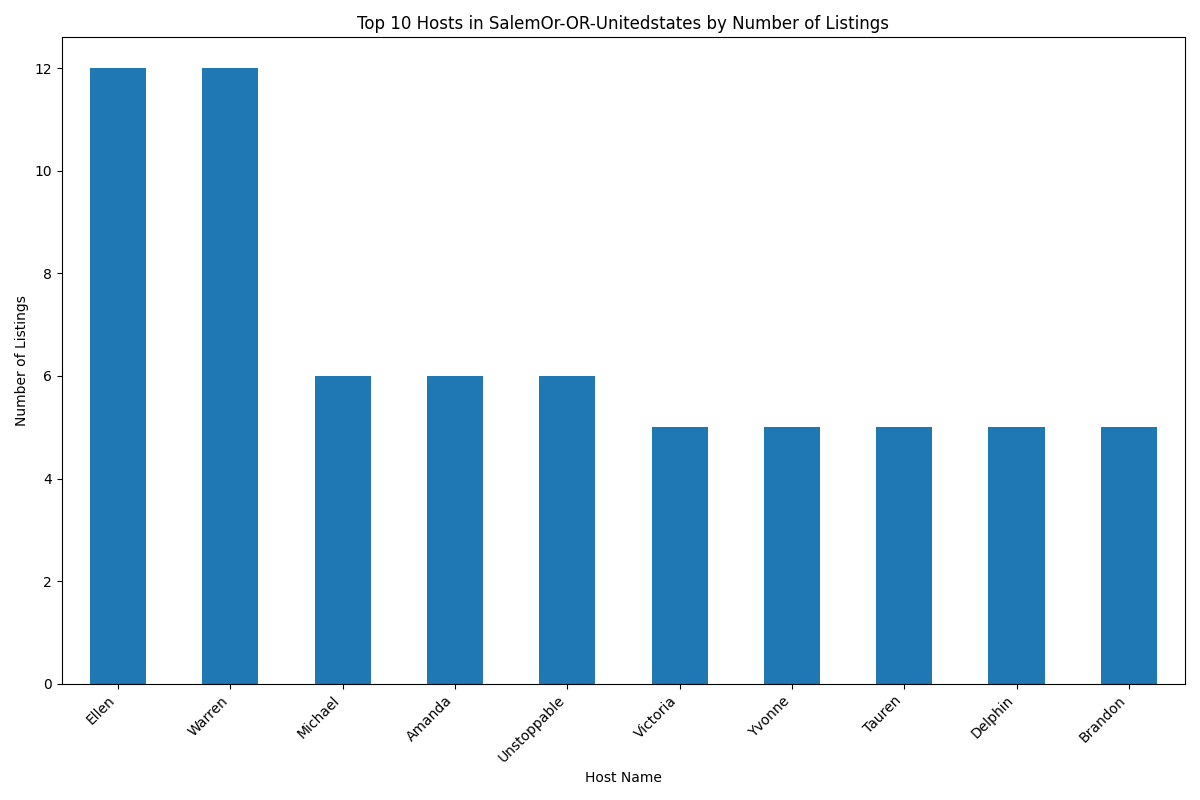 Top 10 Hosts in SalemOr-OR-Unitedstates by Number of Listings
Number of Listings
12
10
8
6
4
2
0
Ellen
Warren
Michael
Amanda
Unstoppable
Victoria
Yvonne
Tauren
Delphin
Brandon
Host Name